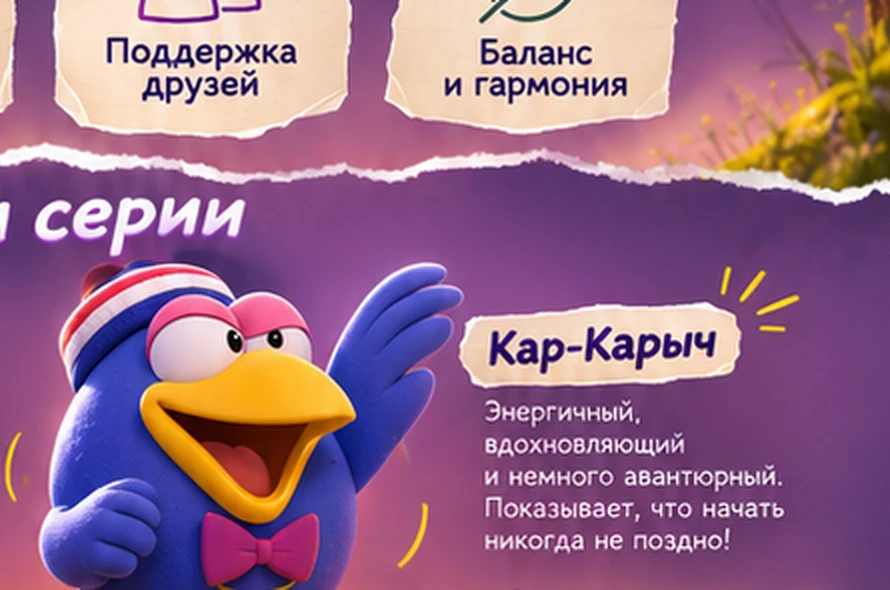 Поддержка
друзей
Баланс
и гармония
серии
Кар-Карыч
Энергичный,
вдохновляющий
и немного авантюрный.
Показывает, что начать
никогда не поздно!